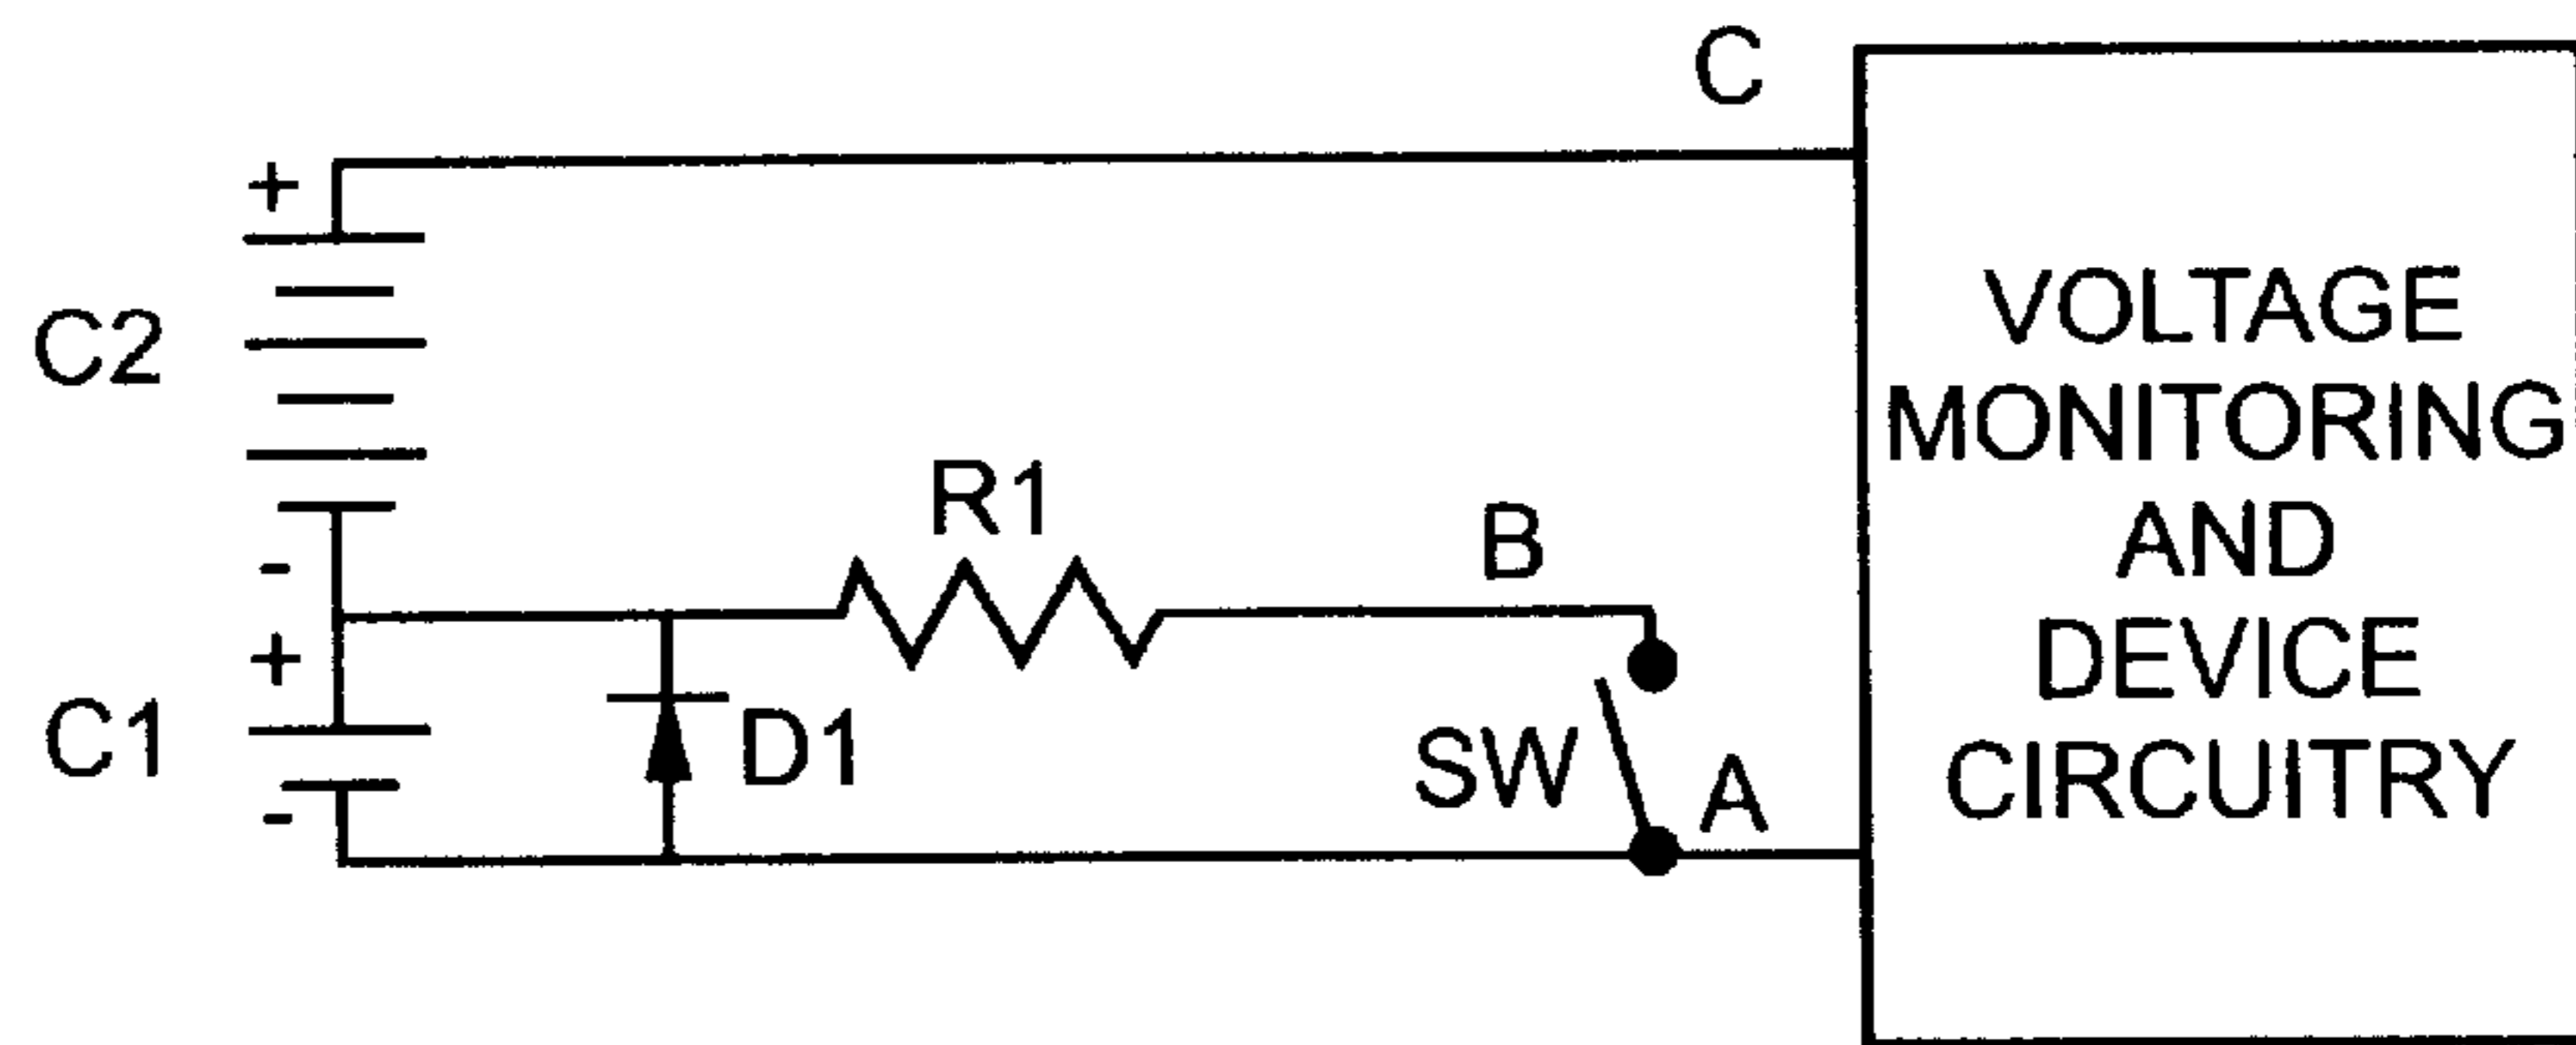 C
+
C2
-
R1
B
+
C1
-
D1
SW
A
VOLTAGE
MONITORING
AND
DEVICE
CIRCUITRY